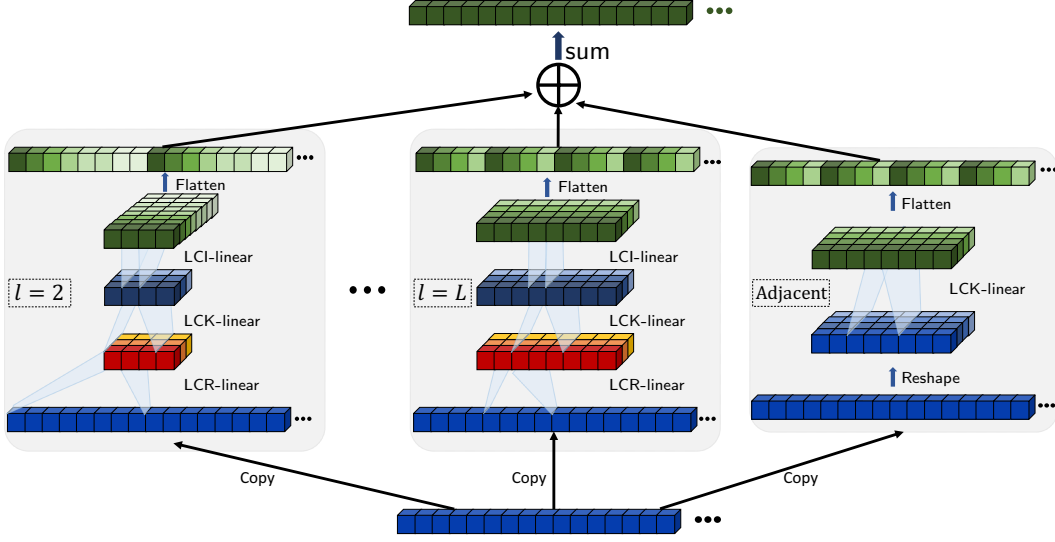 sum
Flatten
LCI-linear
l = 2
LCK-linear
LCR-linear
Flatten
LCI-linear
l = L
LCK-linear
LCR-linear
Flatten
Adjacent
LCK-linear
Reshape
Copy
Copy
Copy